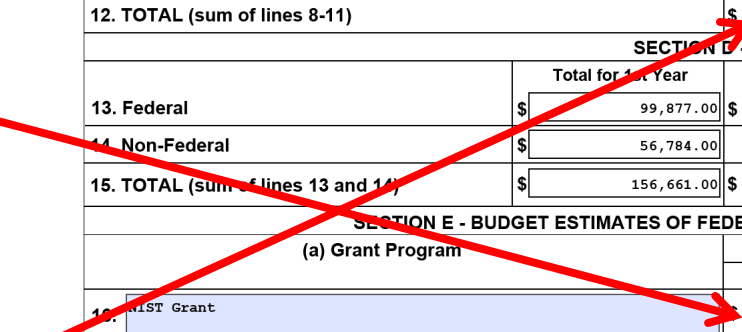 12. TOTAL (sum of lines 8-11) $
SECTION D -
Total for 1st Year
13. Federal $ 99,877.00 $
14. Non-Federal $ 56,784.00
15. TOTAL (sum of lines 13 and 14) $ 156,661.00 $
SECTION E - BUDGET ESTIMATES OF FEDE
(a) Grant Program
16. NIST Grant $